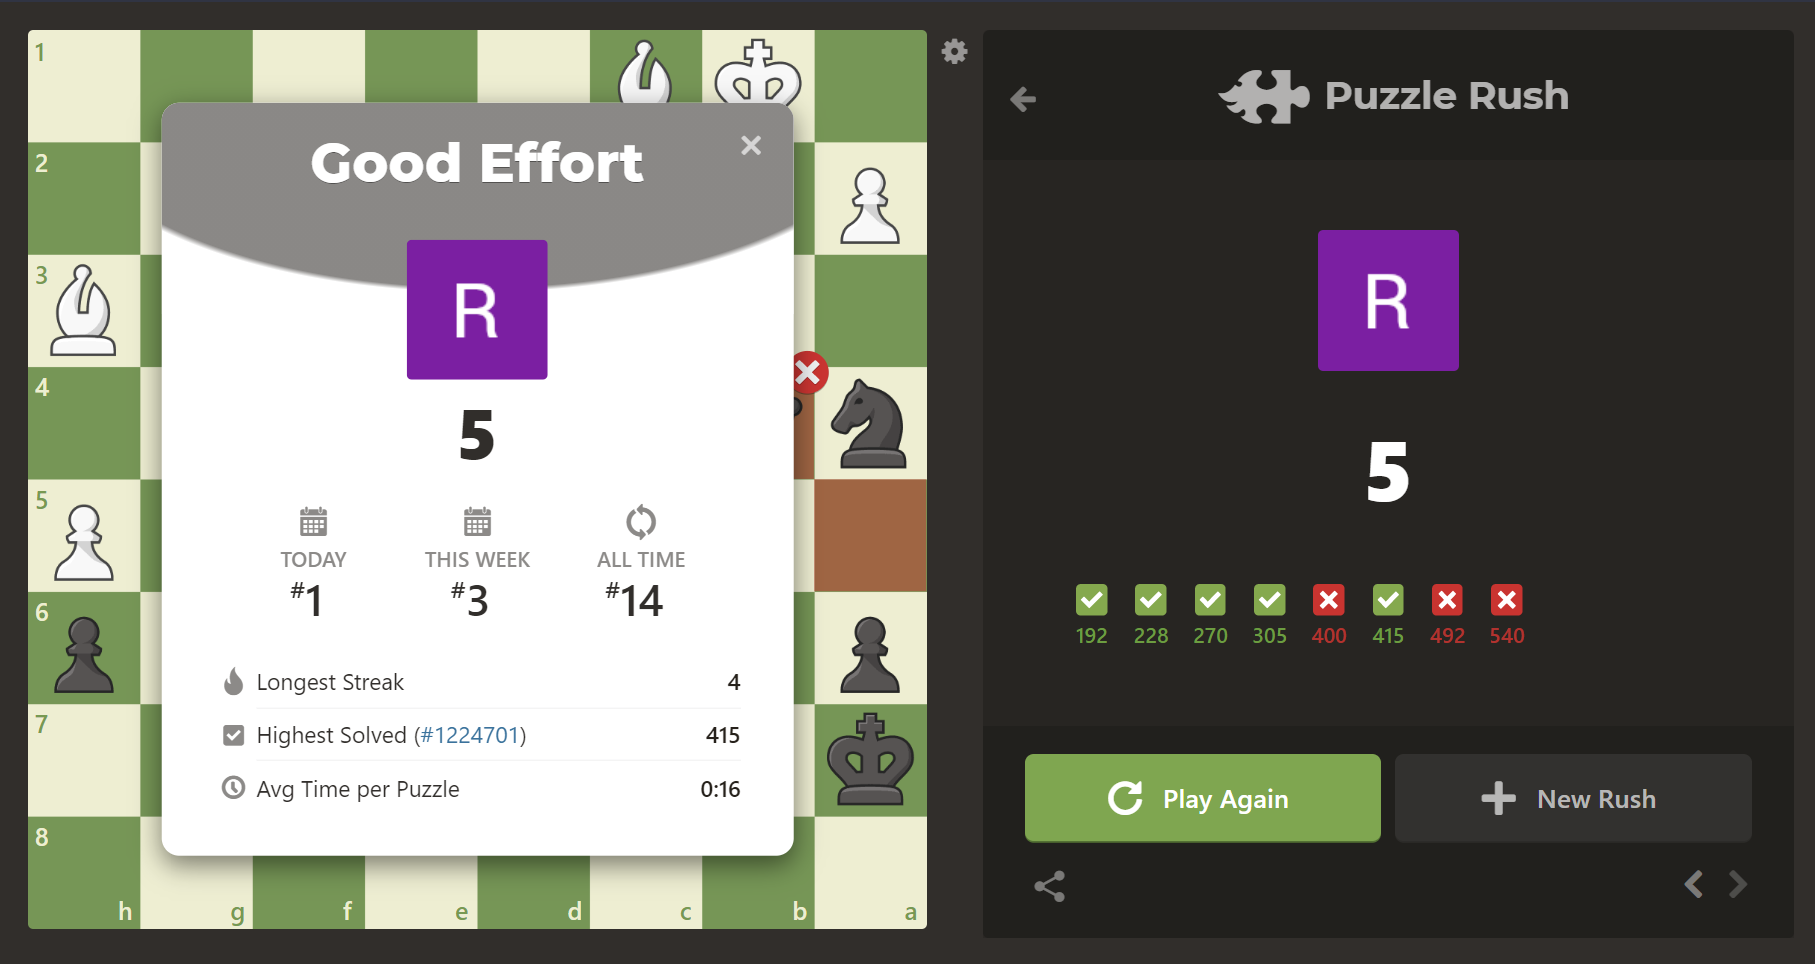 1
2
3
4
5
6
7
8
h g f e d c b a
Good Effort
R
5
TODAY
#1
THIS WEEK
#3
ALL TIME
#14
Longest Streak 4
Highest Solved (#1224701) 415
Avg Time per Puzzle 0:16
Puzzle Rush
R
5
192 228 270 305 400 415 492 540
Play Again
New Rush